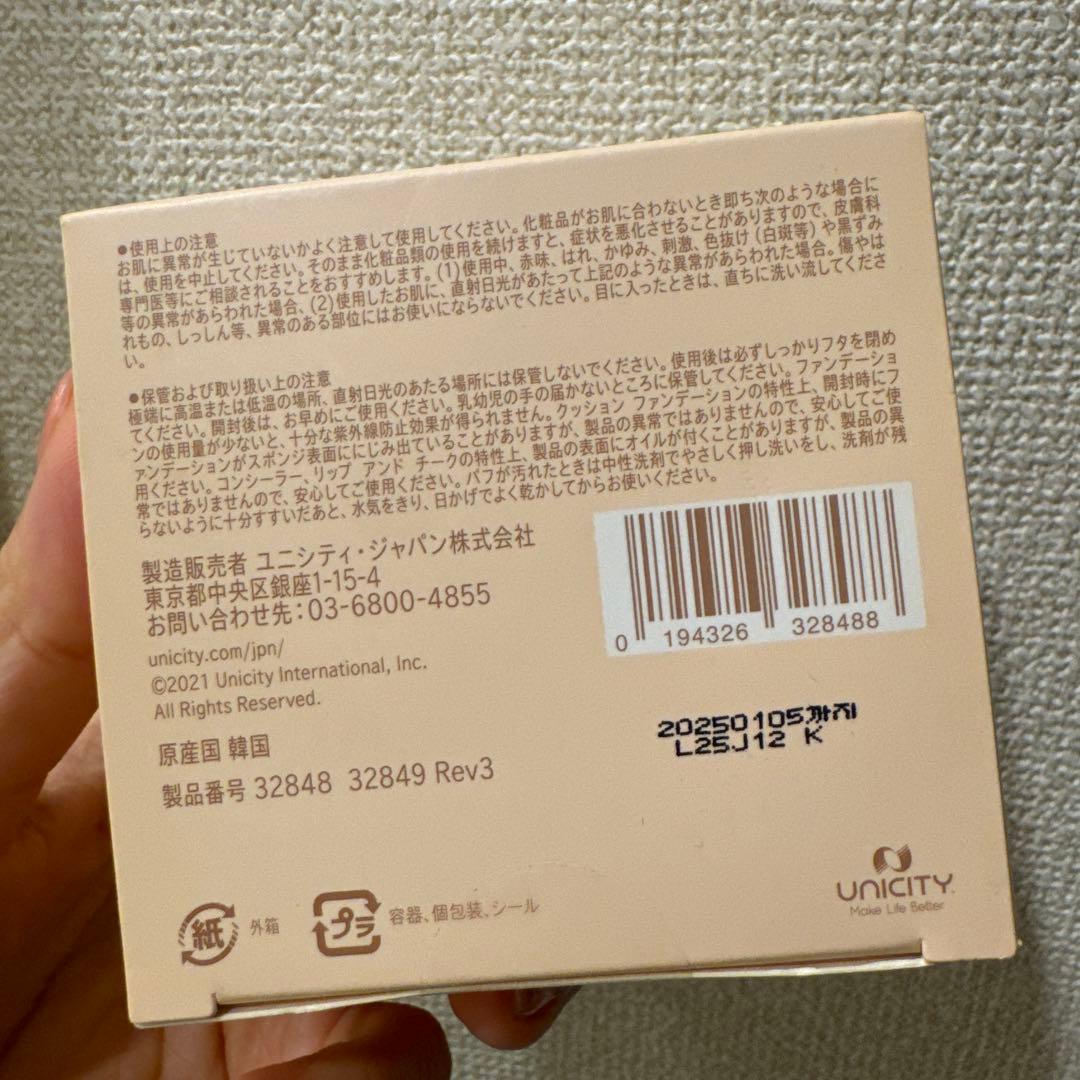 ●使用上の注意
お肌に異常が生じていないかよく注意して使用してください。化粧品がお肌に合わないとき即ち次のような場合に
は、使用を中止してください。そのまま化粧品類の使用を続けますと、症状を悪化させることがありますので、皮膚科
専門医等にご相談されることをおすすめします。(1)使用中、赤味、はれ、かゆみ、刺激、色抜け(白斑等)や黒ずみ
等の異常があらわれた場合、(2)使用したお肌に、直射日光があたって上記のような異常があらわれた場合。傷やは
れもの、しっしん等、異常のある部位にはお使いにならないでください。目に入ったときは、直ちに洗い流してくださ
い。
●保管および取り扱い上の注意
極端に高温または低温の場所、直射日光のあたる場所には保管しないでください。使用後は必ずしっかりフタを閉め
てください。開封後は、お早めにご使用ください。乳幼児の手の届かないところに保管してください。ファンデーショ
ンの使用量が少ないと、十分な紫外線防止効果が得られません。クッション ファンデーションの特性上、開封時にフ
ァンデーションがスポンジ表面ににじみ出ていることがありますが、製品の異常ではありませんので、安心してご使
用ください。コンシーラー、リップ アンド チークの特性上、製品の表面にオイルが付くことがありますが、製品の異
常ではありませんので、安心してご使用ください。パフが汚れたときは中性洗剤でやさしく押し洗いをし、洗剤が残
らないように十分すすいだあと、水気をきり、日かげでよく乾かしてからお使いください。
製造販売者 ユニシティ・ジャパン株式会社
東京都中央区銀座1-15-4
お問い合わせ先：03-6800-4855
unicity.com/jpn/
©2021 Unicity International, Inc.
All Rights Reserved.
原産国 韓国
製品番号 32848 32849 Rev3
0 194326 328488
20250105까지
L25J12 K
紙 外箱
プラ 容器、個包装、シール
UNICITY
Make Life Better